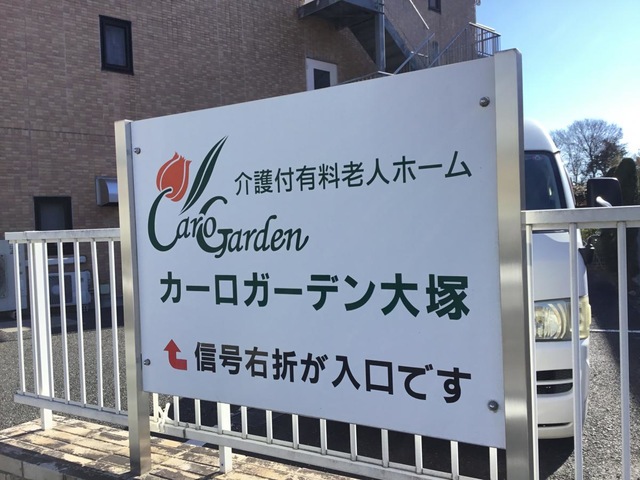 介護付有料老人ホーム
Caro Garden
カーロガーデン大塚
信号右折が入口です